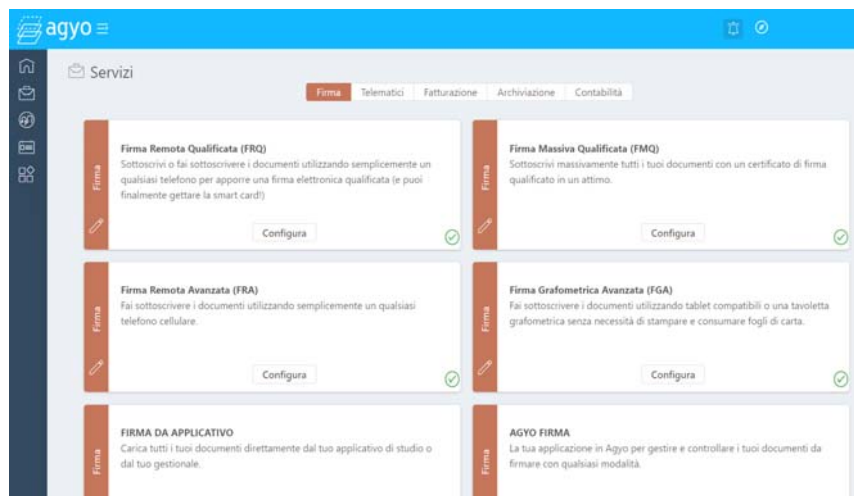 agyo
Servizi
Firma Telematici Fatturazione Archiviazione Contabilità
Firma
Firma Remota Qualificata (FRQ)
Sottoscrivi o fai sottoscrivere i documenti utilizzando semplicemente un
qualsiasi telefono per apporre una firma elettronica qualificata (e puoi
finalmente gettare la smart card!)
Configura
Firma
Firma Massiva Qualificata (FMQ)
Sottoscrivi massivamente tutti i tuoi documenti con un certificato di firma
qualificato in un attimo.
Configura
Firma
Firma Remota Avanzata (FRA)
Fai sottoscrivere i documenti utilizzando semplicemente un qualsiasi
telefono cellulare.
Configura
Firma
Firma Grafometrica Avanzata (FGA)
Fai sottoscrivere i documenti utilizzando tablet compatibili o una tavoletta
grafometrica senza necessità di stampare e consumare fogli di carta.
Configura
Firma
FIRMA DA APPLICATIVO
Carica tutti i tuoi documenti direttamente dal tuo applicativo di studio o
dal tuo gestionale.
Firma
AGYO FIRMA
La tua applicazione in Agyo per gestire e controllare i tuoi documenti da
firmare con qualsiasi modalità.